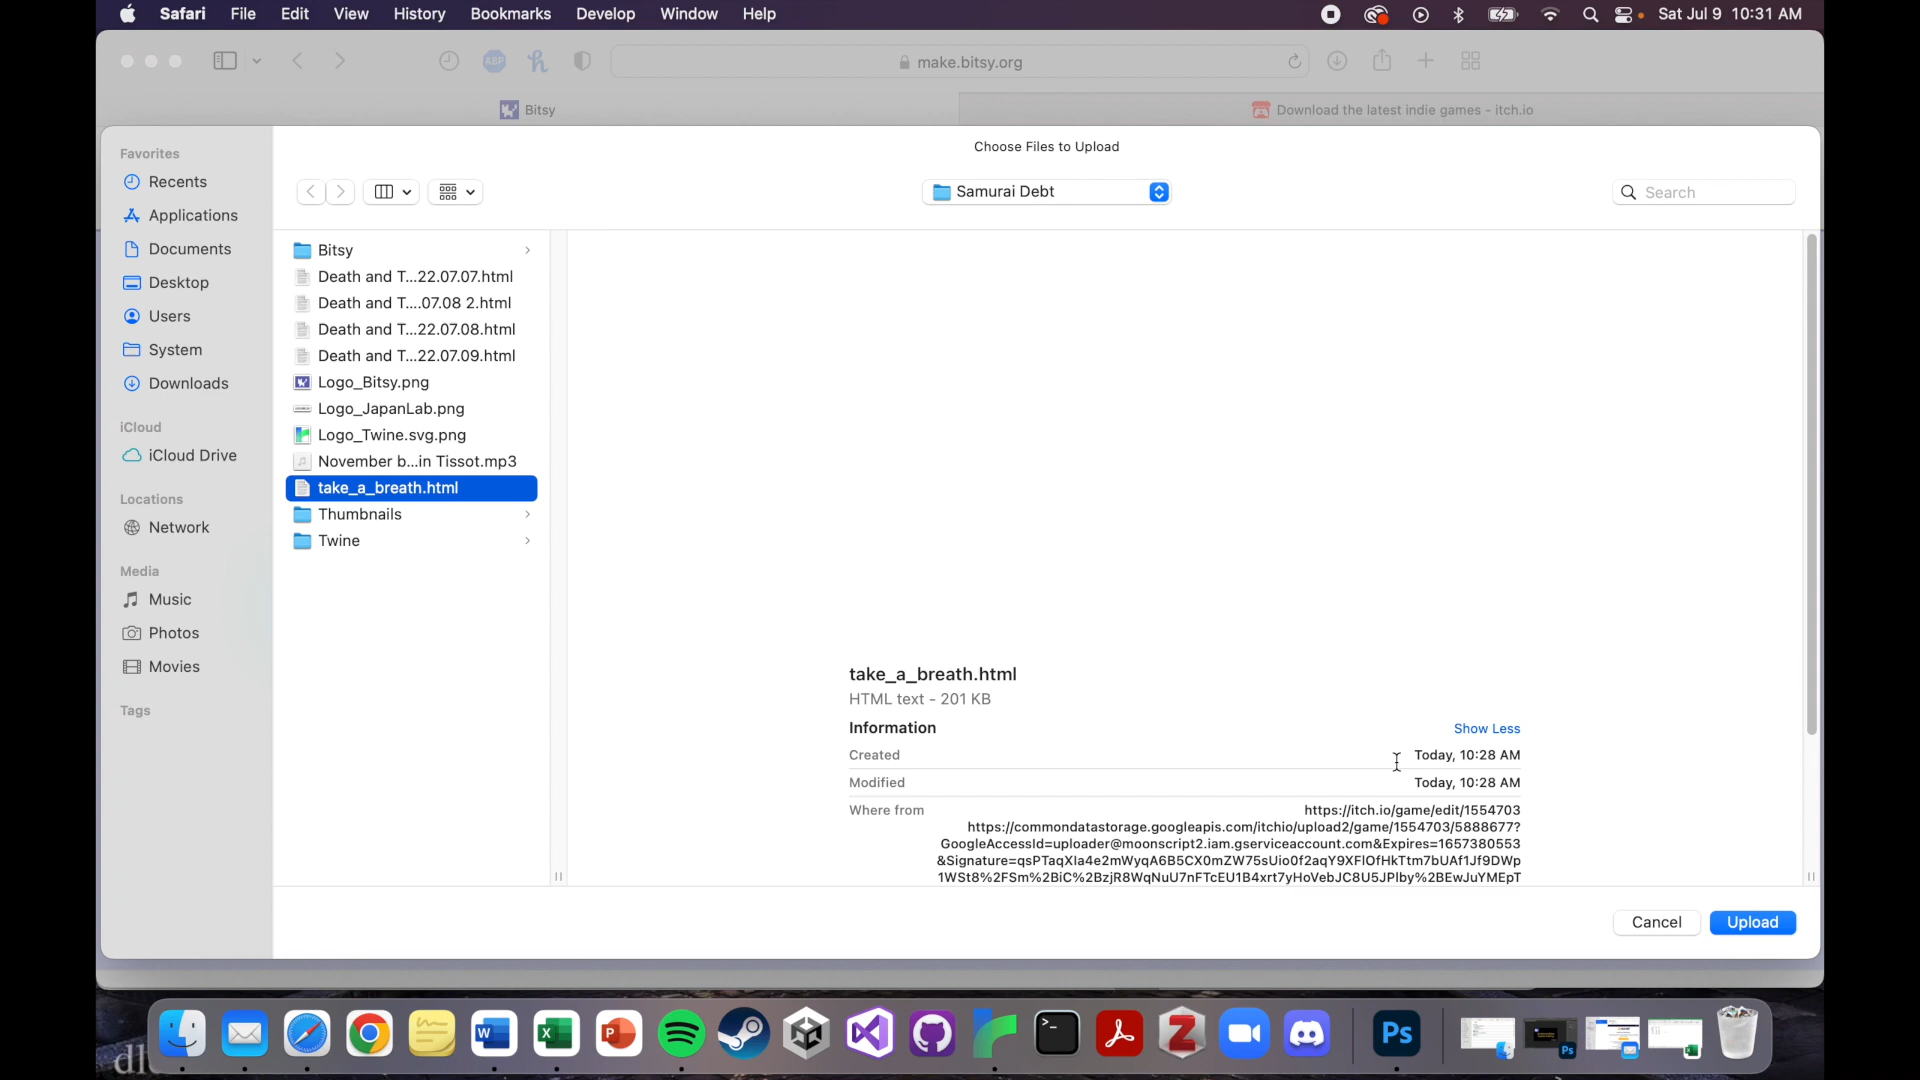 Safari File Edit View History Bookmarks Develop Window Help Sat Jul 9 10:31 AM
ABP make.bitsy.org
Bitsy Download the latest indie games - itch.io
Choose Files to Upload
Samurai Debt Search
Favorites
Recents
Applications
Documents
Desktop
Users
System
Downloads
iCloud
iCloud Drive
Locations
Network
Media
Music
Photos
Movies
Tags
Bitsy
Death and T...22.07.07.html
Death and T....07.08 2.html
Death and T...22.07.08.html
Death and T...22.07.09.html
Logo_Bitsy.png
Logo_JapanLab.png
Logo_Twine.svg.png
November b...in Tissot.mp3
take_a_breath.html
Thumbnails
Twine
take_a_breath.html
HTML text - 201 KB
Information Show Less
Created Today, 10:28 AM
Modified Today, 10:28 AM
Where from https://itch.io/game/edit/1554703
https://commondatastorage.googleapis.com/itchio/upload2/game/1554703/5888677?
GoogleAccessId=uploader@moonscript2.iam.gserviceaccount.com&Expires=1657380553
&Signature=qsPTaqXIa4e2mWyqA6B5CX0mZW75sUio0f2aqY9XFlOfHkTtm7bUAf1Jf9DWp
1WSt8%2FSm%2BiC%2BzjR8WqNuU7nFTcEU1B4xrt7yHoVebJC8U5JPIby%2BEwJuYMEpT
Cancel Upload
W X P Z Ps Ps